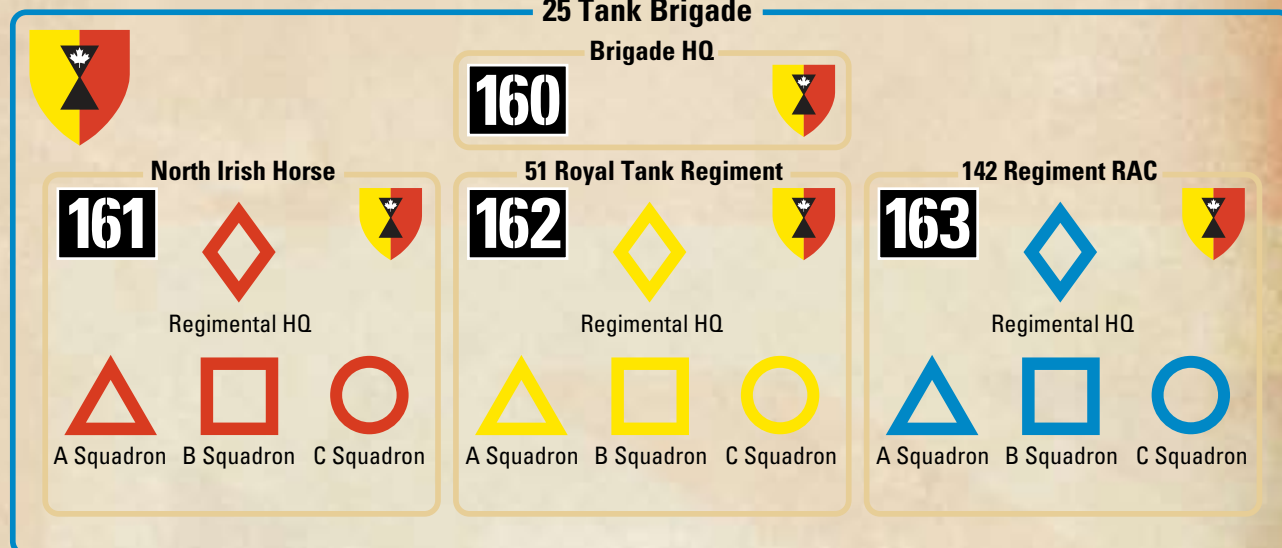 25 Tank Brigade
Brigade HQ
160
North Irish Horse
161
Regimental HQ
A Squadron B Squadron C Squadron
51 Royal Tank Regiment
162
Regimental HQ
A Squadron B Squadron C Squadron
142 Regiment RAC
163
Regimental HQ
A Squadron B Squadron C Squadron